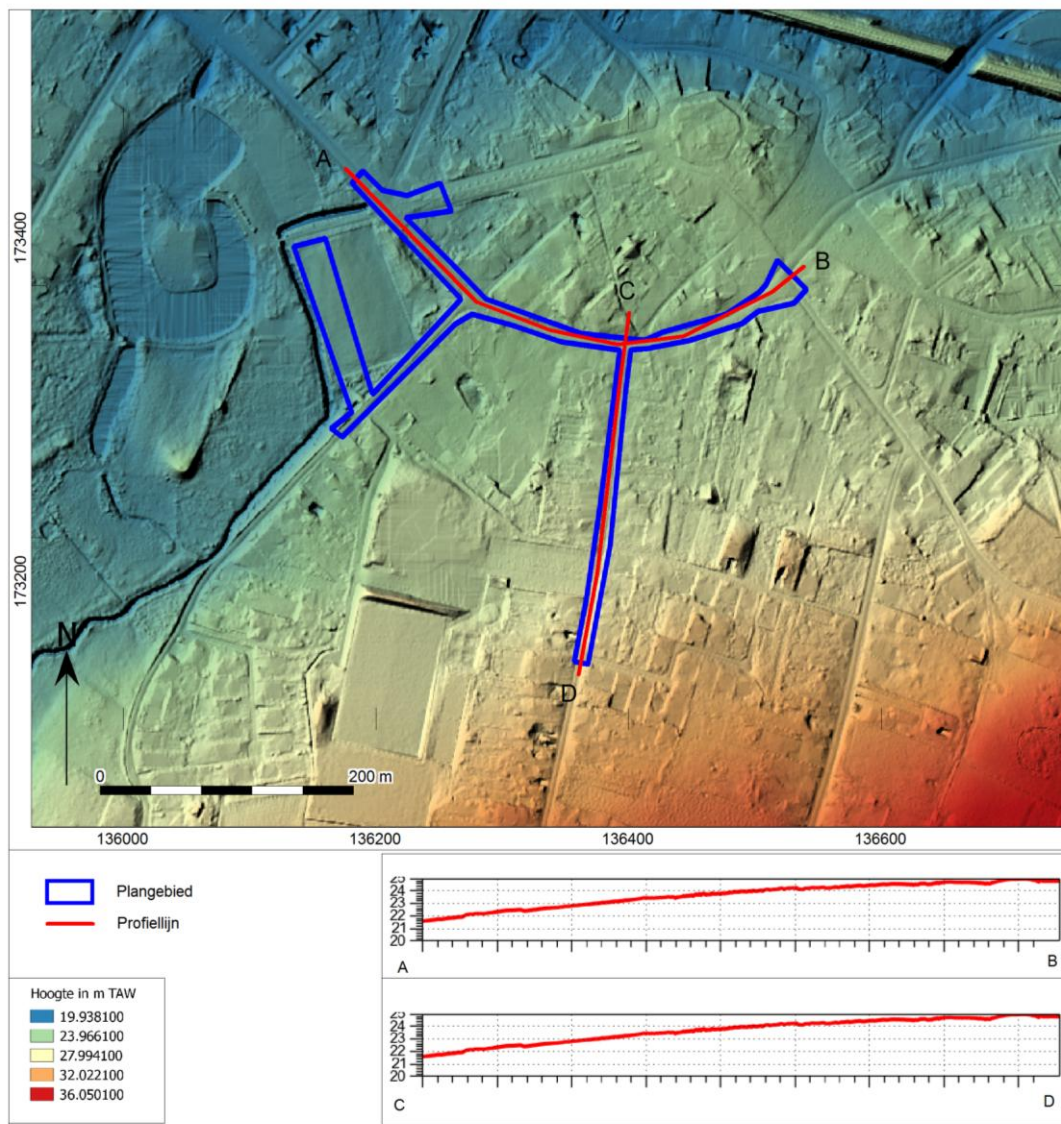 A
B
C
D
N
0 200 m
173400
173200
136000 136200 136400 136600
Plangebied
Profiellijn
Hoogte in m TAW
19.938100
23.966100
27.994100
32.022100
36.050100
25
24
23
22
21
20
A B
25
24
23
22
21
20
C D